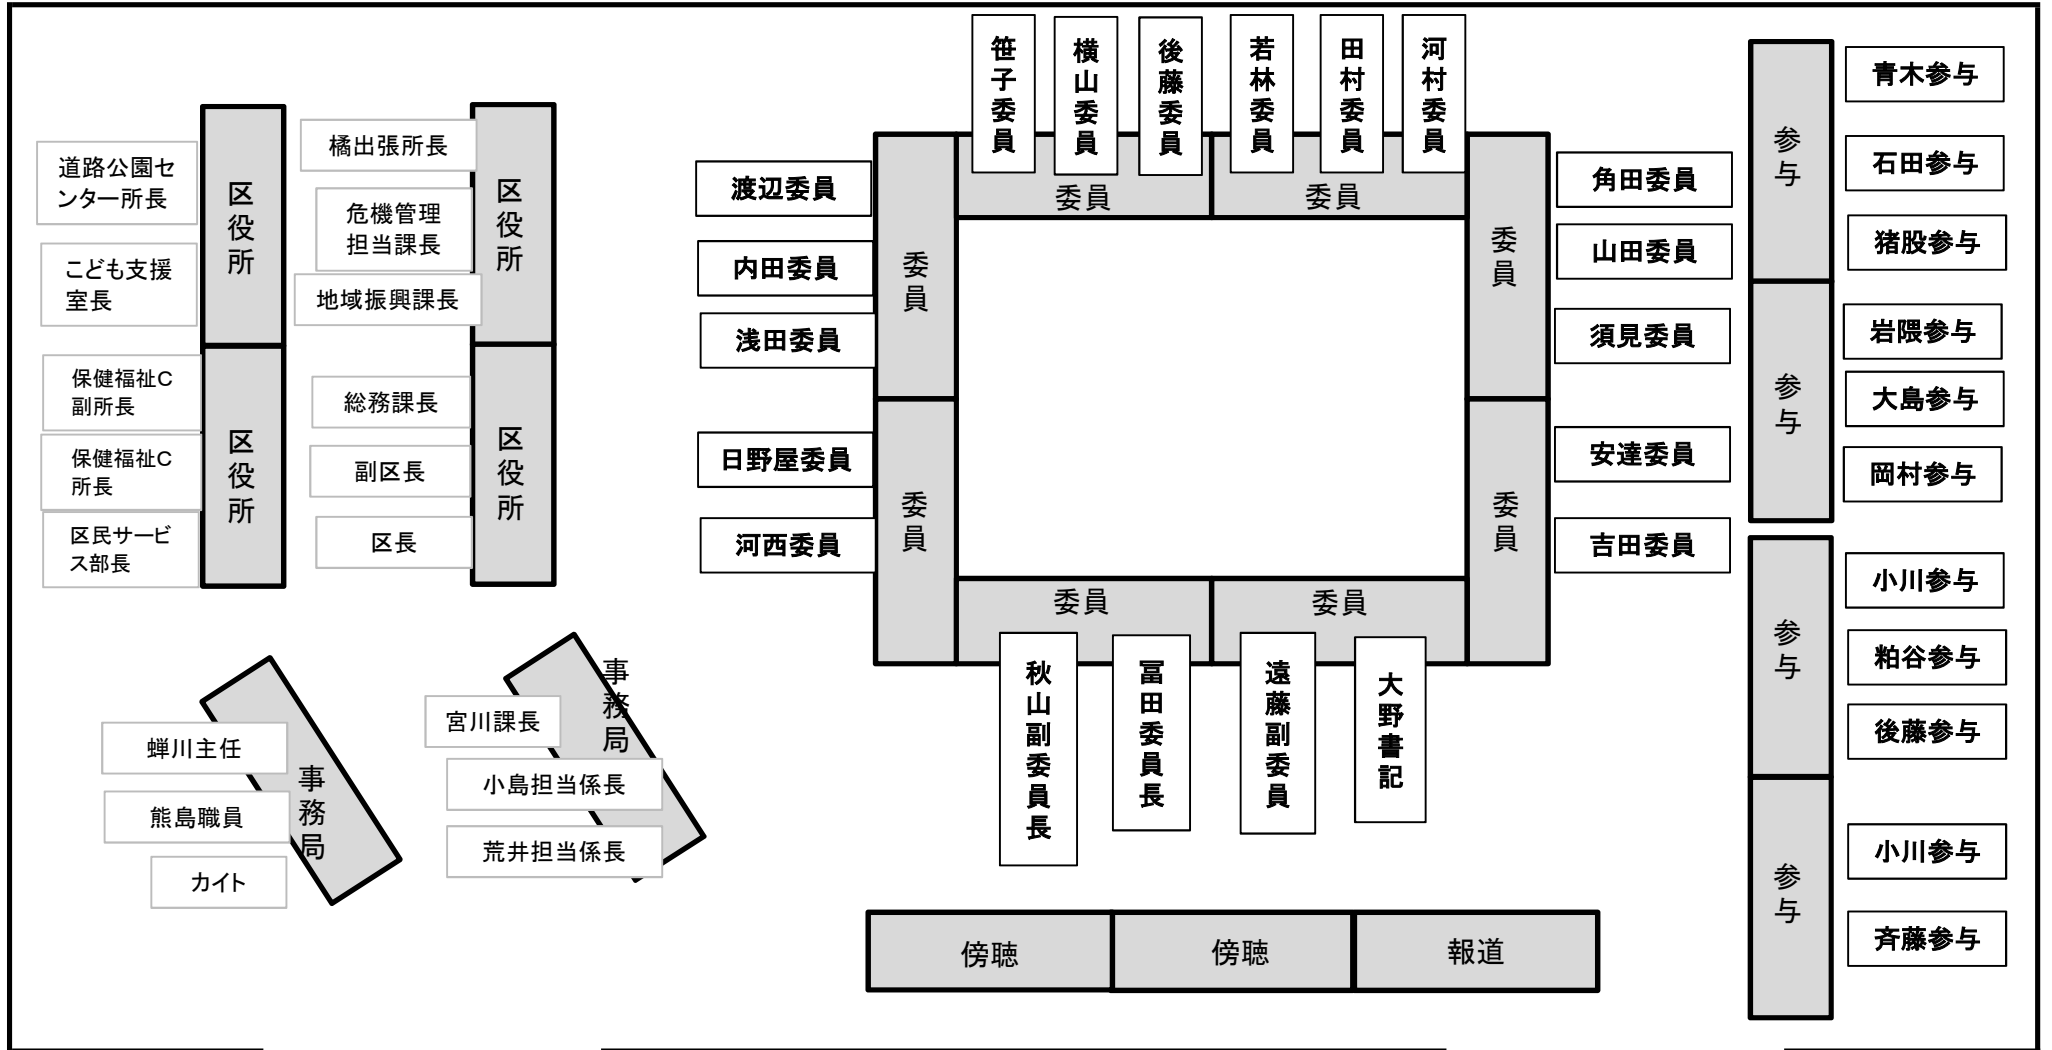 笹子委員
横山委員
後藤委員
若林委員
田村委員
河村委員
委員
委員
道路公園セ
ンター所長
こども支援
室長
保健福祉C
副所長
保健福祉C
所長
区民サービ
ス部長
区役所
区役所
橘出張所長
危機管理
担当課長
地域振興課長
総務課長
副区長
区長
区役所
区役所
渡辺委員
内田委員
浅田委員
日野屋委員
河西委員
委員
委員
委員
委員
角田委員
山田委員
須見委員
安達委員
吉田委員
参与
参与
参与
参与
青木参与
石田参与
猪股参与
岩隈参与
大島参与
岡村参与
小川参与
粕谷参与
後藤参与
小川参与
斉藤参与
委員
委員
秋山副委員長
冨田委員長
遠藤副委員
大野書記
蝉川主任
熊島職員
カイト
事務局
宮川課長
小島担当係長
荒井担当係長
事務局
傍聴
傍聴
報道